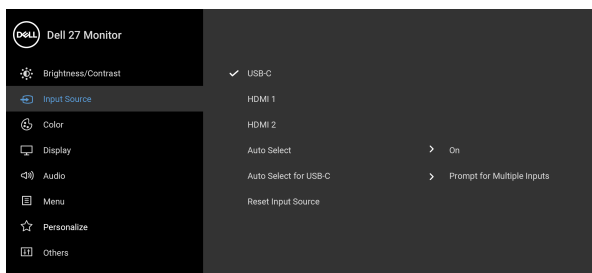 DELL Dell 27 Monitor
Brightness/Contrast
Input Source
Color
Display
Audio
Menu
Personalize
Others
USB-C
HDMI 1
HDMI 2
Auto Select On
Auto Select for USB-C Prompt for Multiple Inputs
Reset Input Source